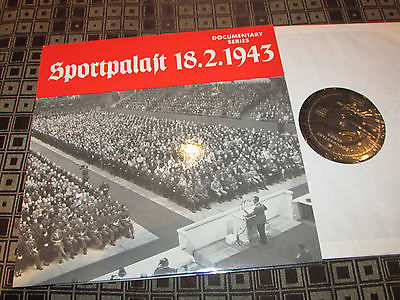 DOCUMENTARY
SERIES
Sportpalaſt 18.2.1943